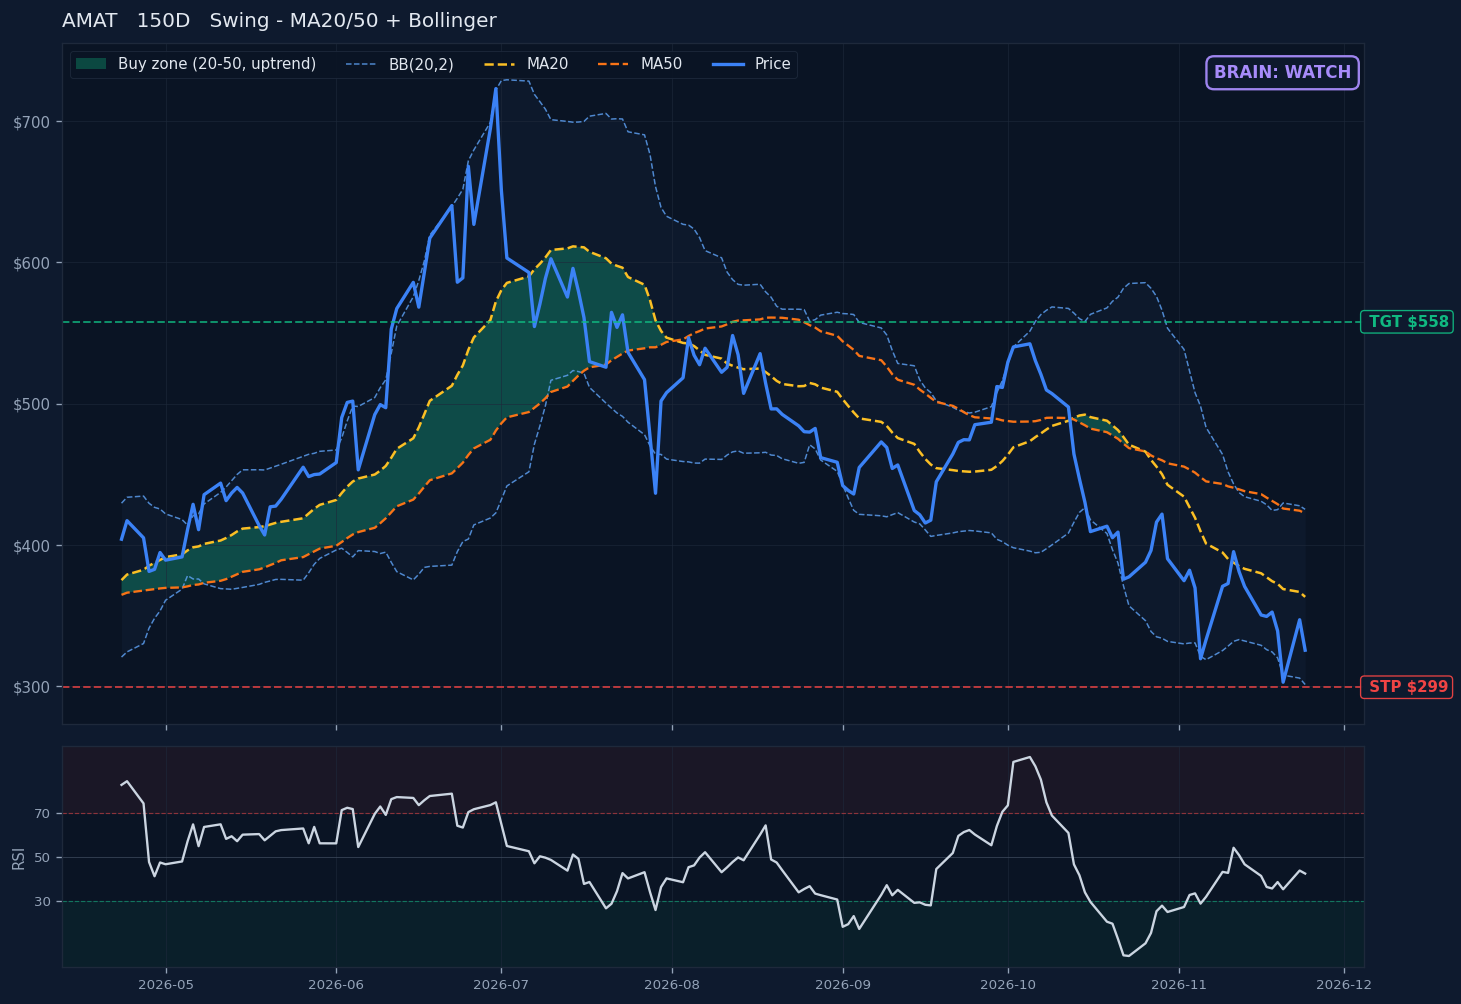 AMAT   150D   Swing - MA20/50 + Bollinger
Buy zone (20-50, uptrend)   BB(20,2)   MA20   MA50   Price
BRAIN: WATCH
$700
$600
TGT $558
$500
$400
$300
STP $299
RSI
70
50
30
2026-05   2026-06   2026-07   2026-08   2026-09   2026-10   2026-11   2026-12